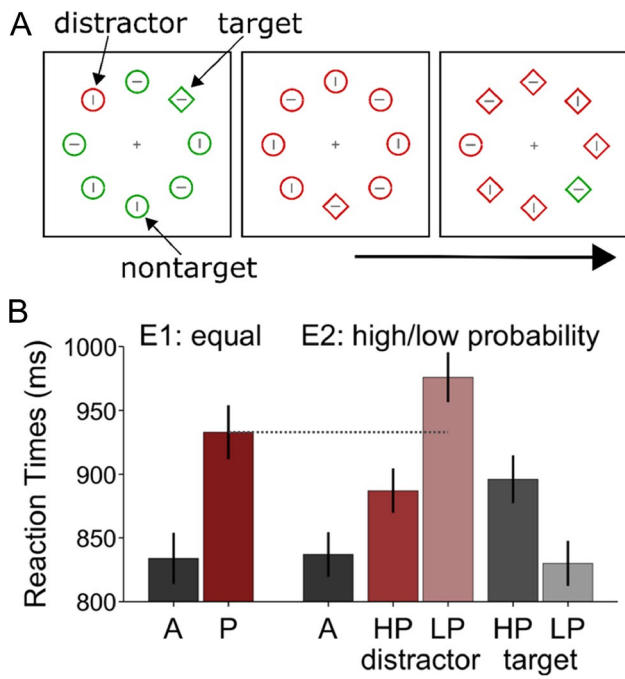 A
distractor
target
nontarget
B
E1: equal
E2: high/low probability
Reaction Times (ms)
1000
950
900
850
800
A
P
A
HP
LP
HP
LP
distractor
target